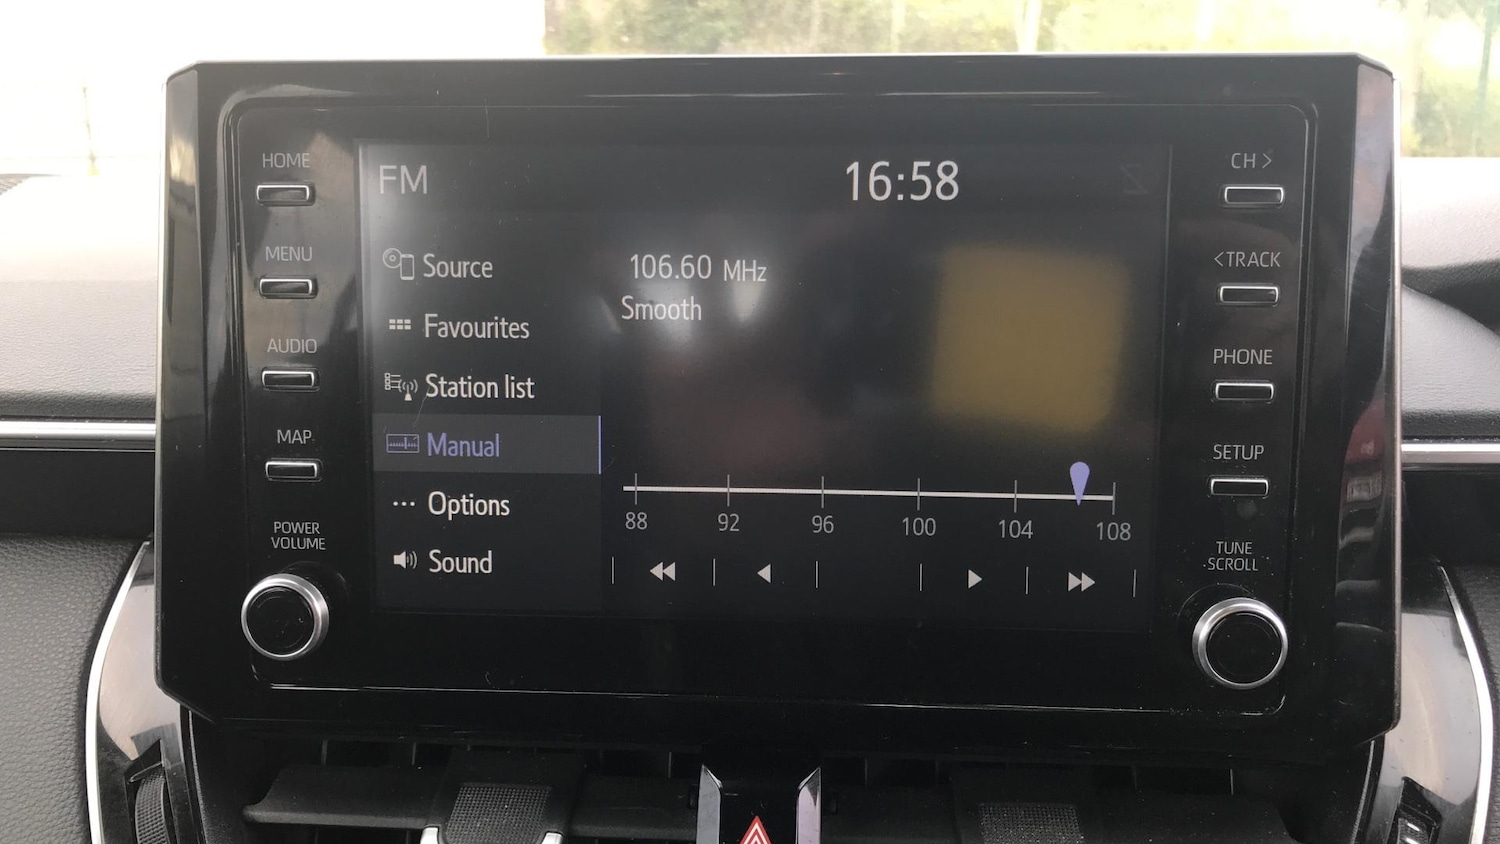 HOME
MENU
AUDIO
MAP
POWER
VOLUME
FM
16:58
Source
Favourites
Station list
Manual
Options
Sound
106.60 MHz
Smooth
88 92 96 100 104 108
CH >
< TRACK
PHONE
SETUP
TUNE
SCROLL